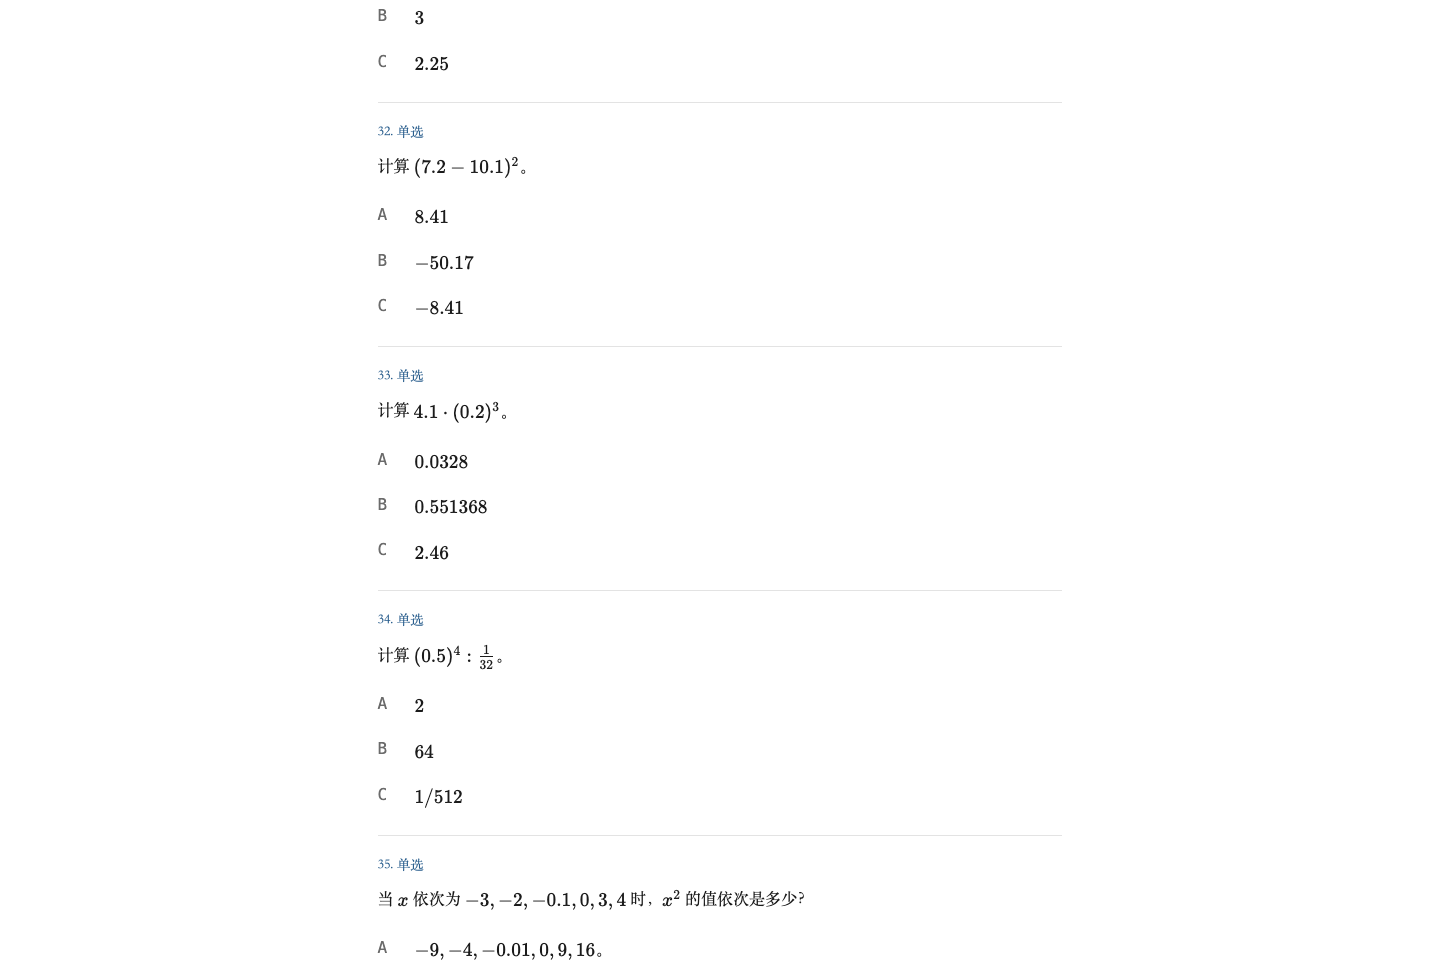 B 3
C 2.25
32. 单选
计算 (7.2 − 10.1)²。
A 8.41
B −50.17
C −8.41
33. 单选
计算 4.1 · (0.2)³。
A 0.0328
B 0.551368
C 2.46
34. 单选
计算 (0.5)⁴ : 1/32。
A 2
B 64
C 1/512
35. 单选
当 x 依次为 −3, −2, −0.1, 0, 3, 4 时，x² 的值依次是多少？
A −9, −4, −0.01, 0, 9, 16。